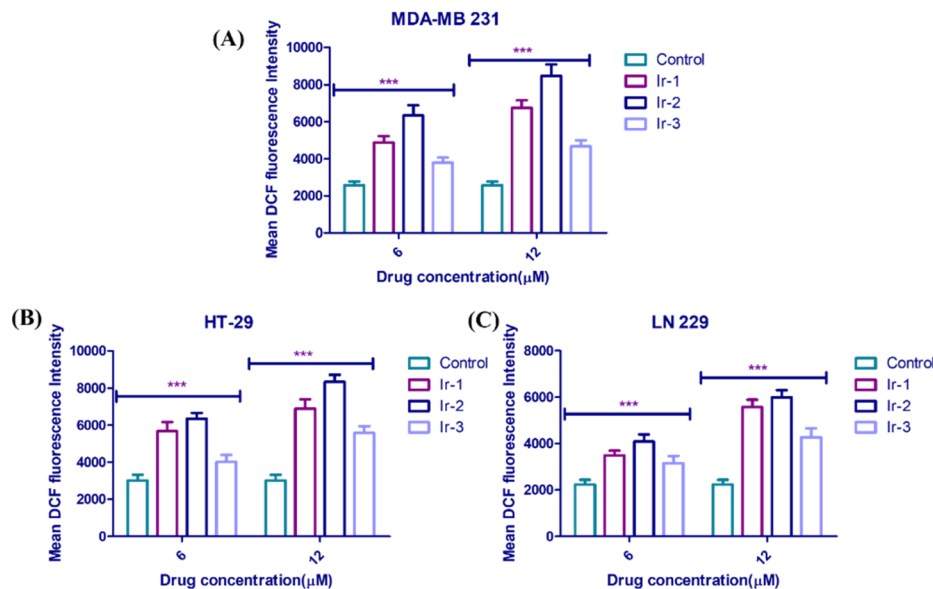 (A)
MDA-MB 231
Mean DCF fluorescence Intensity
10000
8000
6000
4000
2000
0
***
***
6
12
Drug concentration(µM)
Control
Ir-1
Ir-2
Ir-3
(B)
HT-29
Mean DCF fluorescence Intensity
10000
8000
6000
4000
2000
0
***
***
6
12
Drug concentration(µM)
Control
Ir-1
Ir-2
Ir-3
(C)
LN 229
Mean DCF fluorescence Intensity
8000
6000
4000
2000
0
***
***
6
12
Drug concentration(µM)
Control
Ir-1
Ir-2
Ir-3